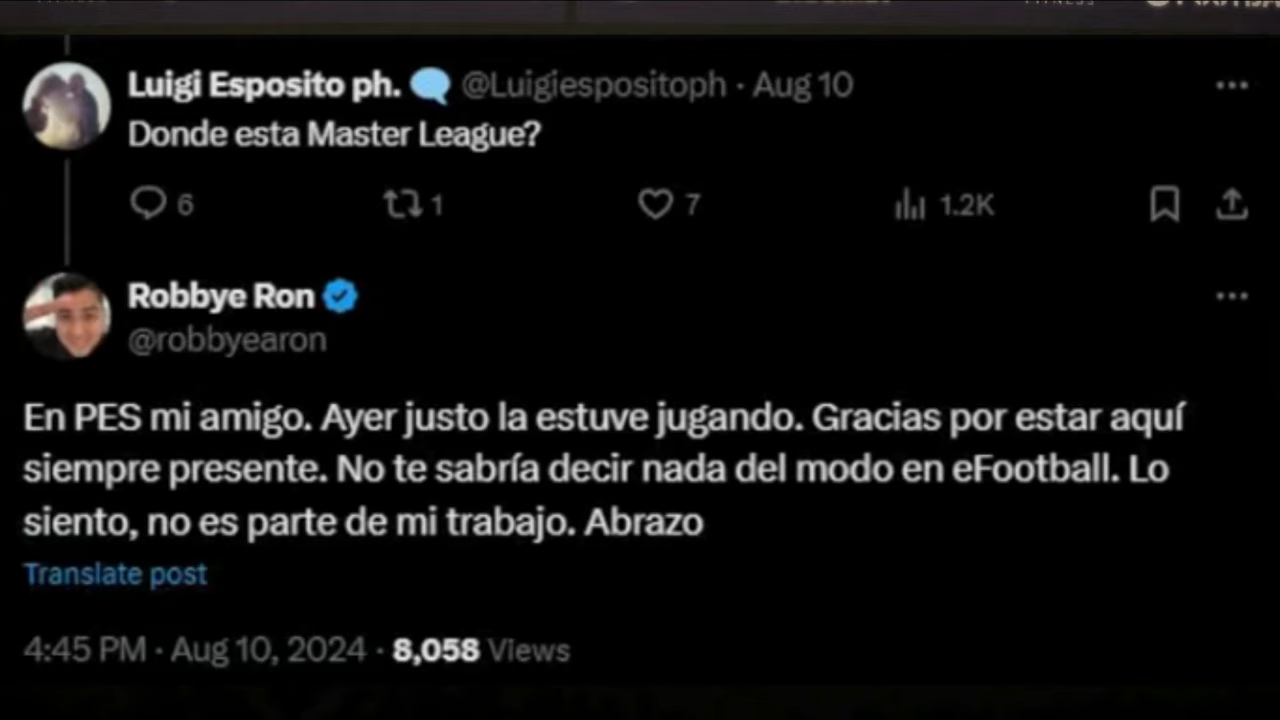 Luigi Esposito ph. @Luigiespositoph · Aug 10
Donde esta Master League?
6 1 7 1.2K
Robbye Ron
@robbyearon
En PES mi amigo. Ayer justo la estuve jugando. Gracias por estar aquí
siempre presente. No te sabría decir nada del modo en eFootball. Lo
siento, no es parte de mi trabajo. Abrazo
Translate post
4:45 PM · Aug 10, 2024 · 8,058 Views